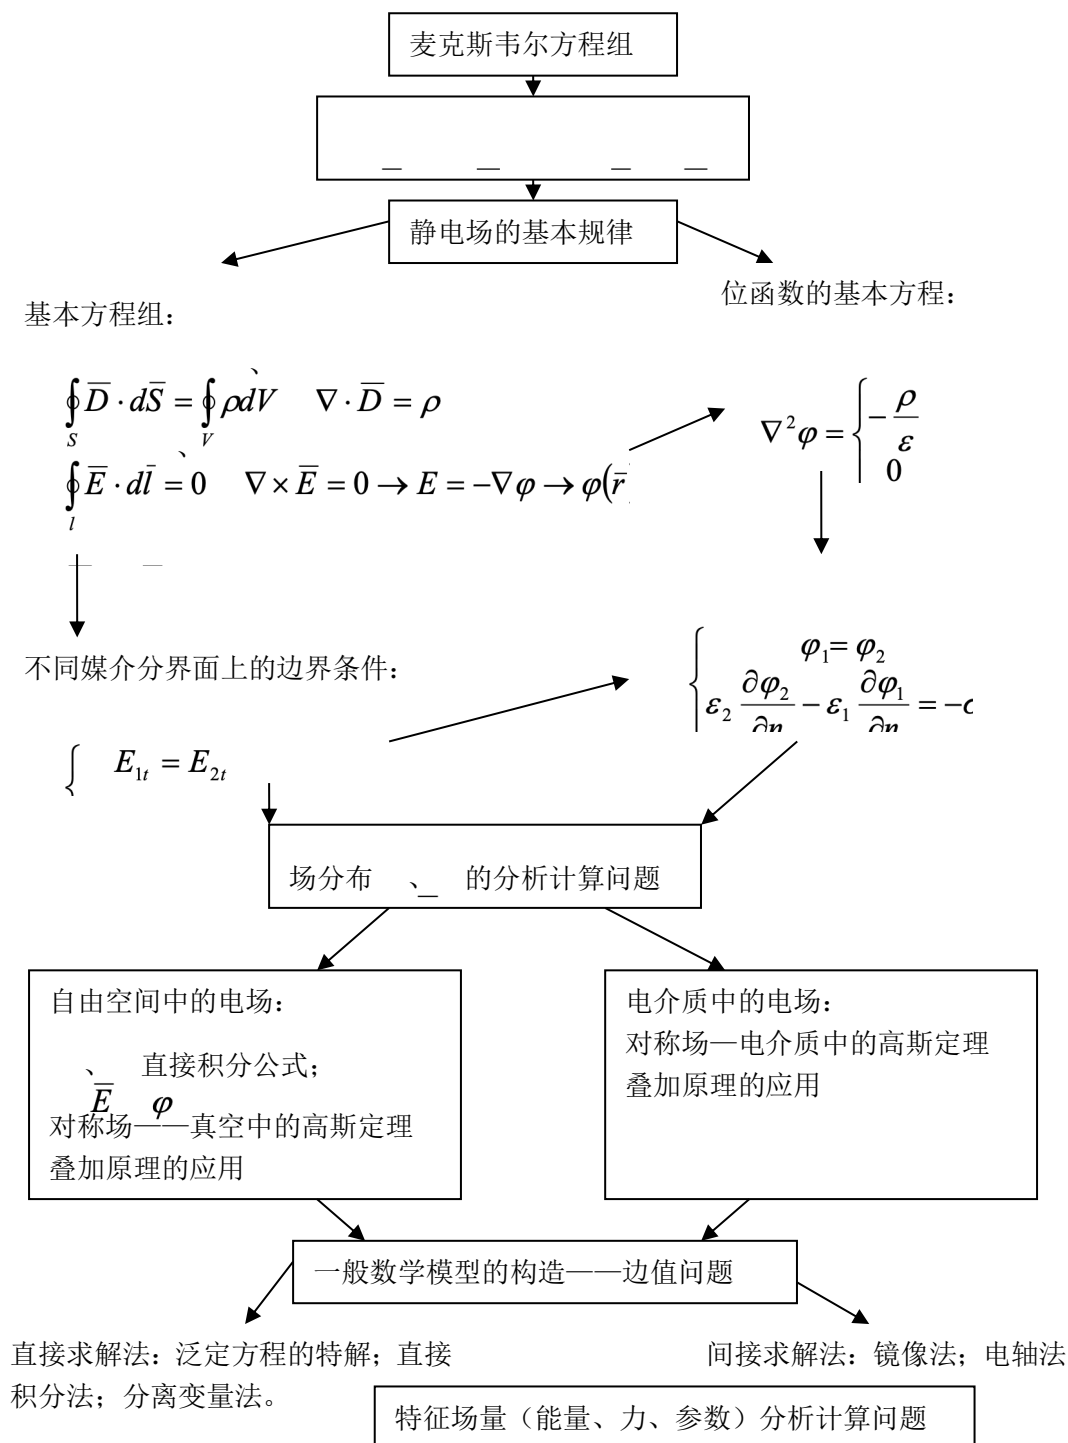 麦克斯韦尔方程组
静电场的基本规律
位函数的基本方程:
基本方程组:
∮_S D̅·dS̅ = ∮_V ρdV 　∇·D̅ = ρ
∮_l E̅·dl̅ = 0 　∇×E̅ = 0 → E = −∇φ → φ(r̅
∇²φ = { −ρ/ε
0
不同媒介分界面上的边界条件:
φ₁= φ₂
ε₂ ∂φ₂/∂n − ε₁ ∂φ₁/∂n = −
{ E₁ₜ = E₂ₜ
场分布 、 的分析计算问题
自由空间中的电场:
、 直接积分公式;
E̅ φ
对称场——真空中的高斯定理
叠加原理的应用
电介质中的电场:
对称场—电介质中的高斯定理
叠加原理的应用
一般数学模型的构造——边值问题
直接求解法: 泛定方程的特解; 直接
积分法; 分离变量法。
间接求解法: 镜像法; 电轴法
特征场量（能量、力、参数）分析计算问题